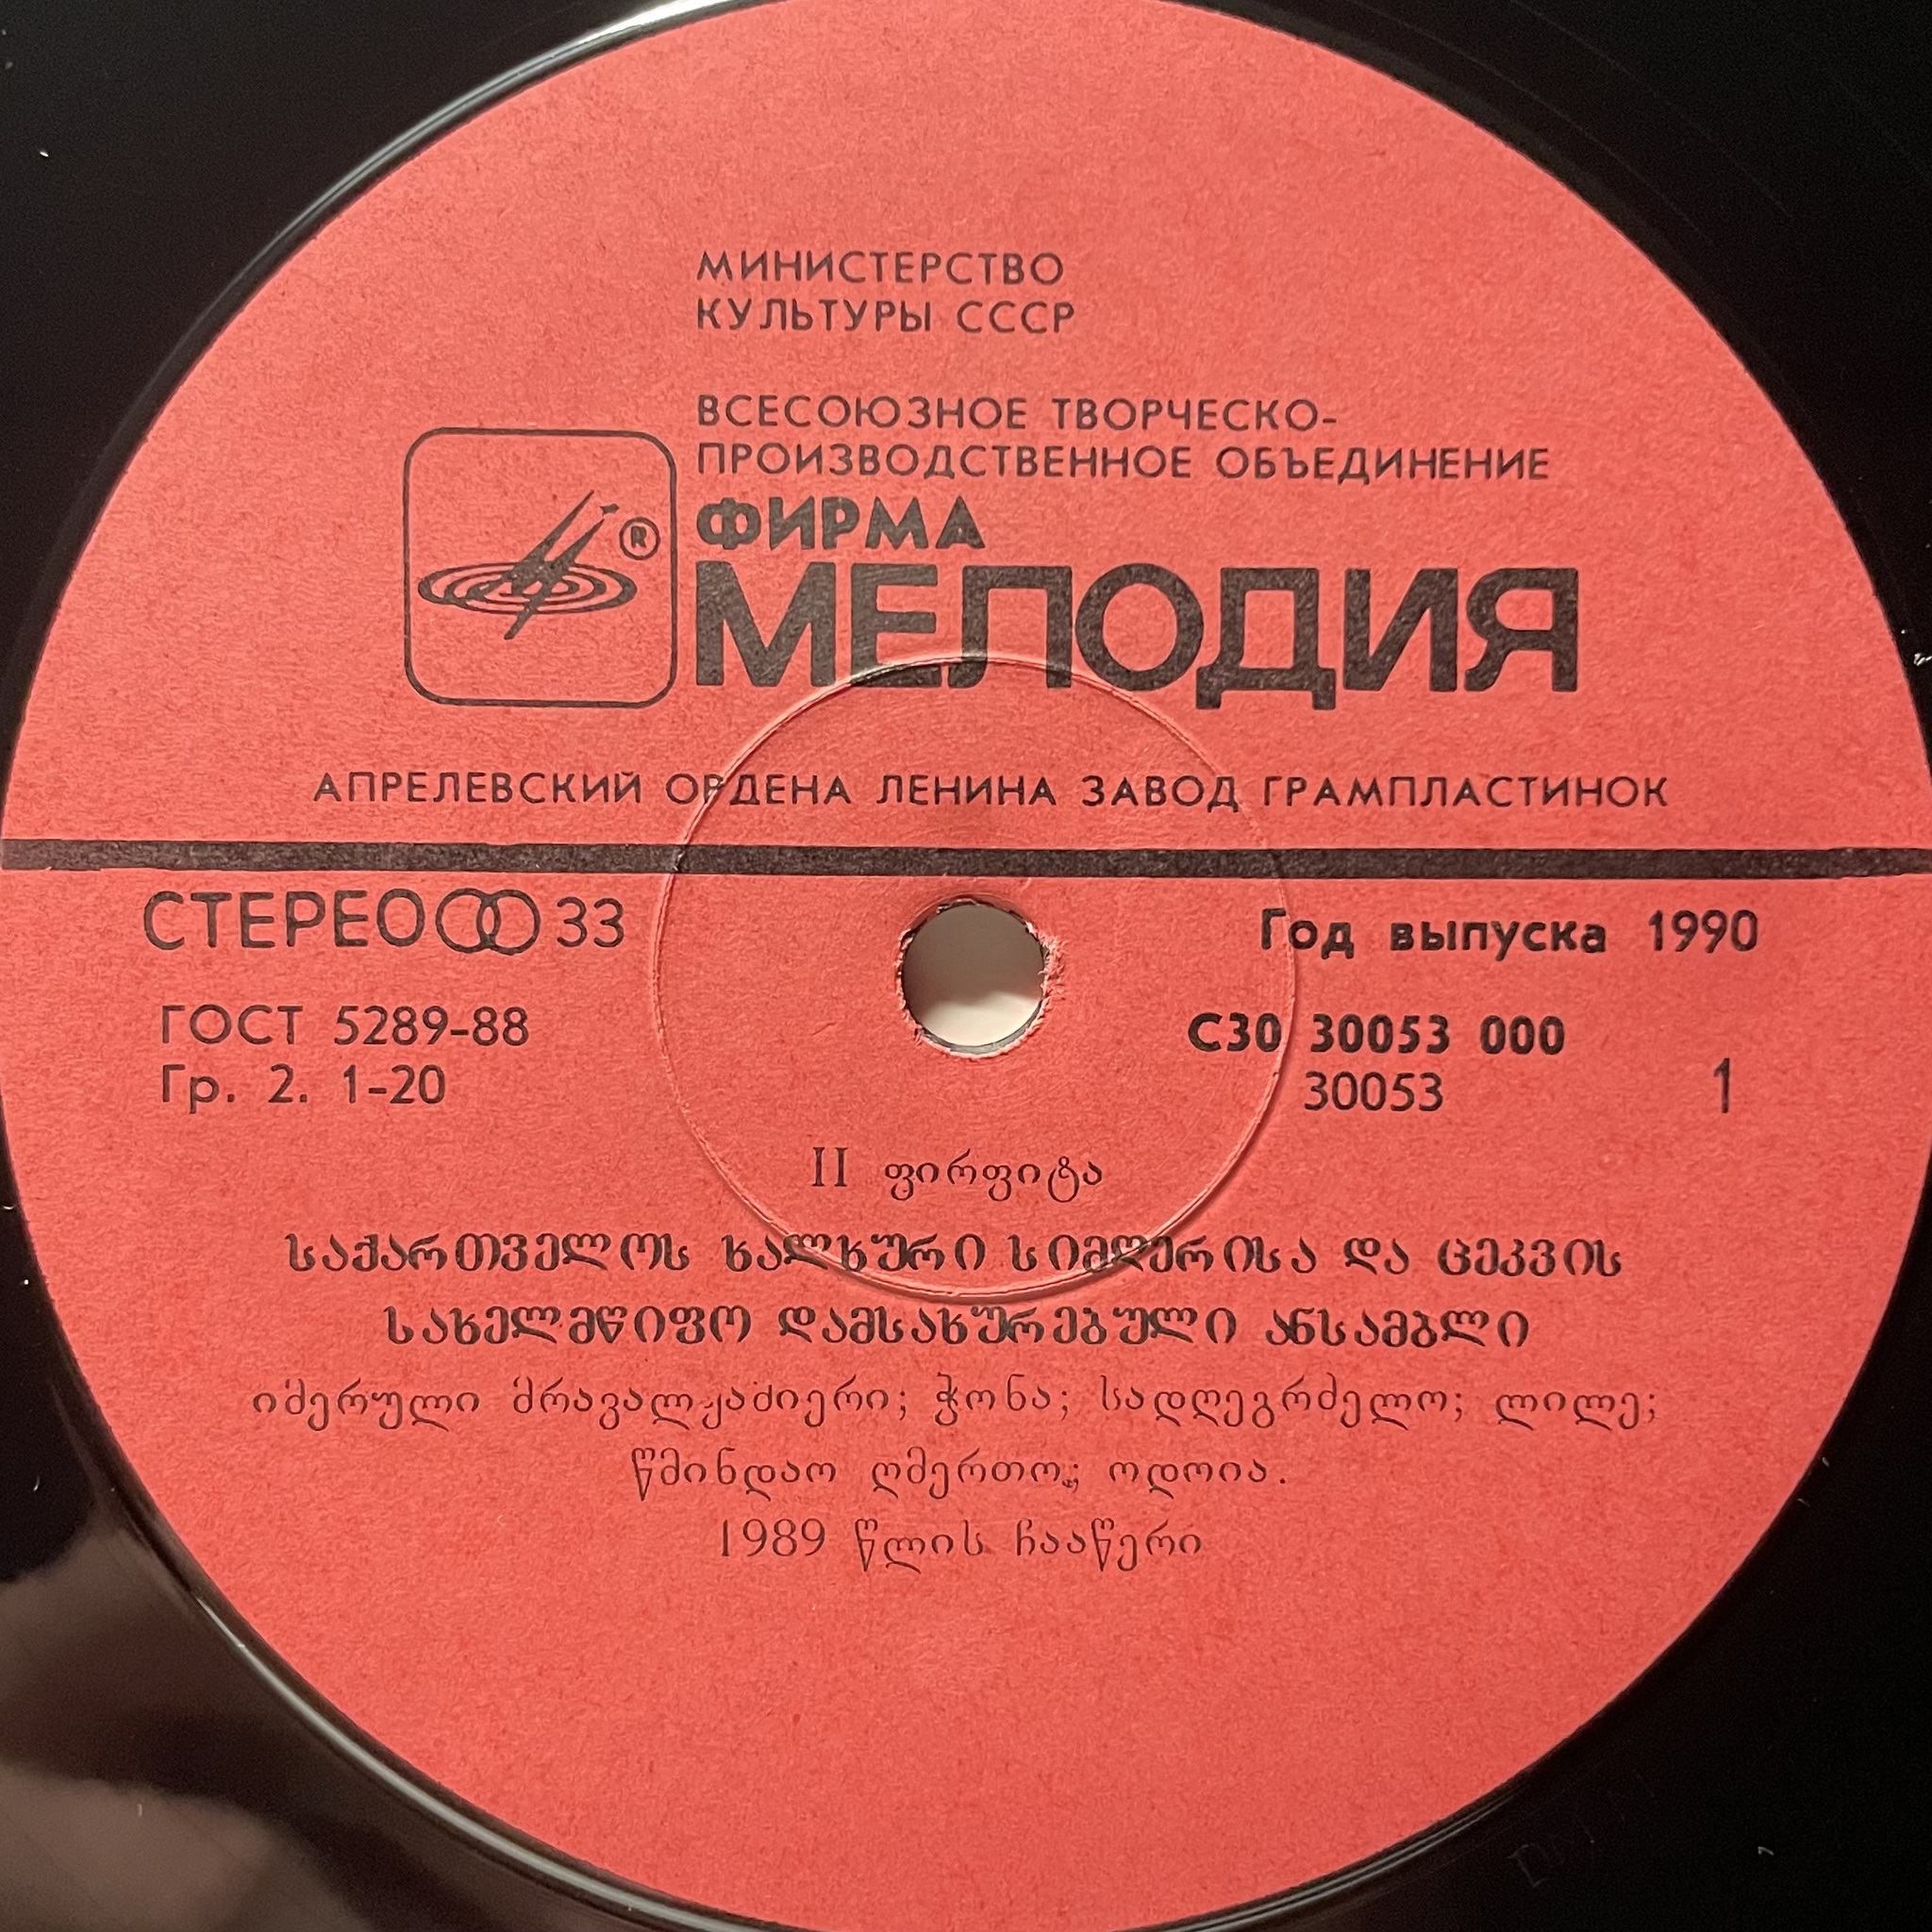 МИНИСТЕРСТВО
КУЛЬТУРЫ СССР
ВСЕСОЮЗНОЕ ТВОРЧЕСКО-
ПРОИЗВОДСТВЕННОЕ ОБЪЕДИНЕНИЕ
®
ФИРМА
МЕЛОДИЯ
АПРЕЛЕВСКИЙ ОРДЕНА ЛЕНИНА ЗАВОД ГРАМПЛАСТИНОК
СТЕРЕО 33
Год выпуска 1990
ГОСТ 5289-88
С30 30053 000
Гр. 2. 1-20
30053 1
II ფირფიტა
საქართველოს ხალხური სიმღერისა და ცეკვის
სახელმწიფო დამსახურებული ანსამბლი
იმერული მრავალჟამიერი; ჭონა; სადღეგრძელო; ლილე;
წმინდაო ღმერთო; ოდოია.
1989 წლის ჩააწერი